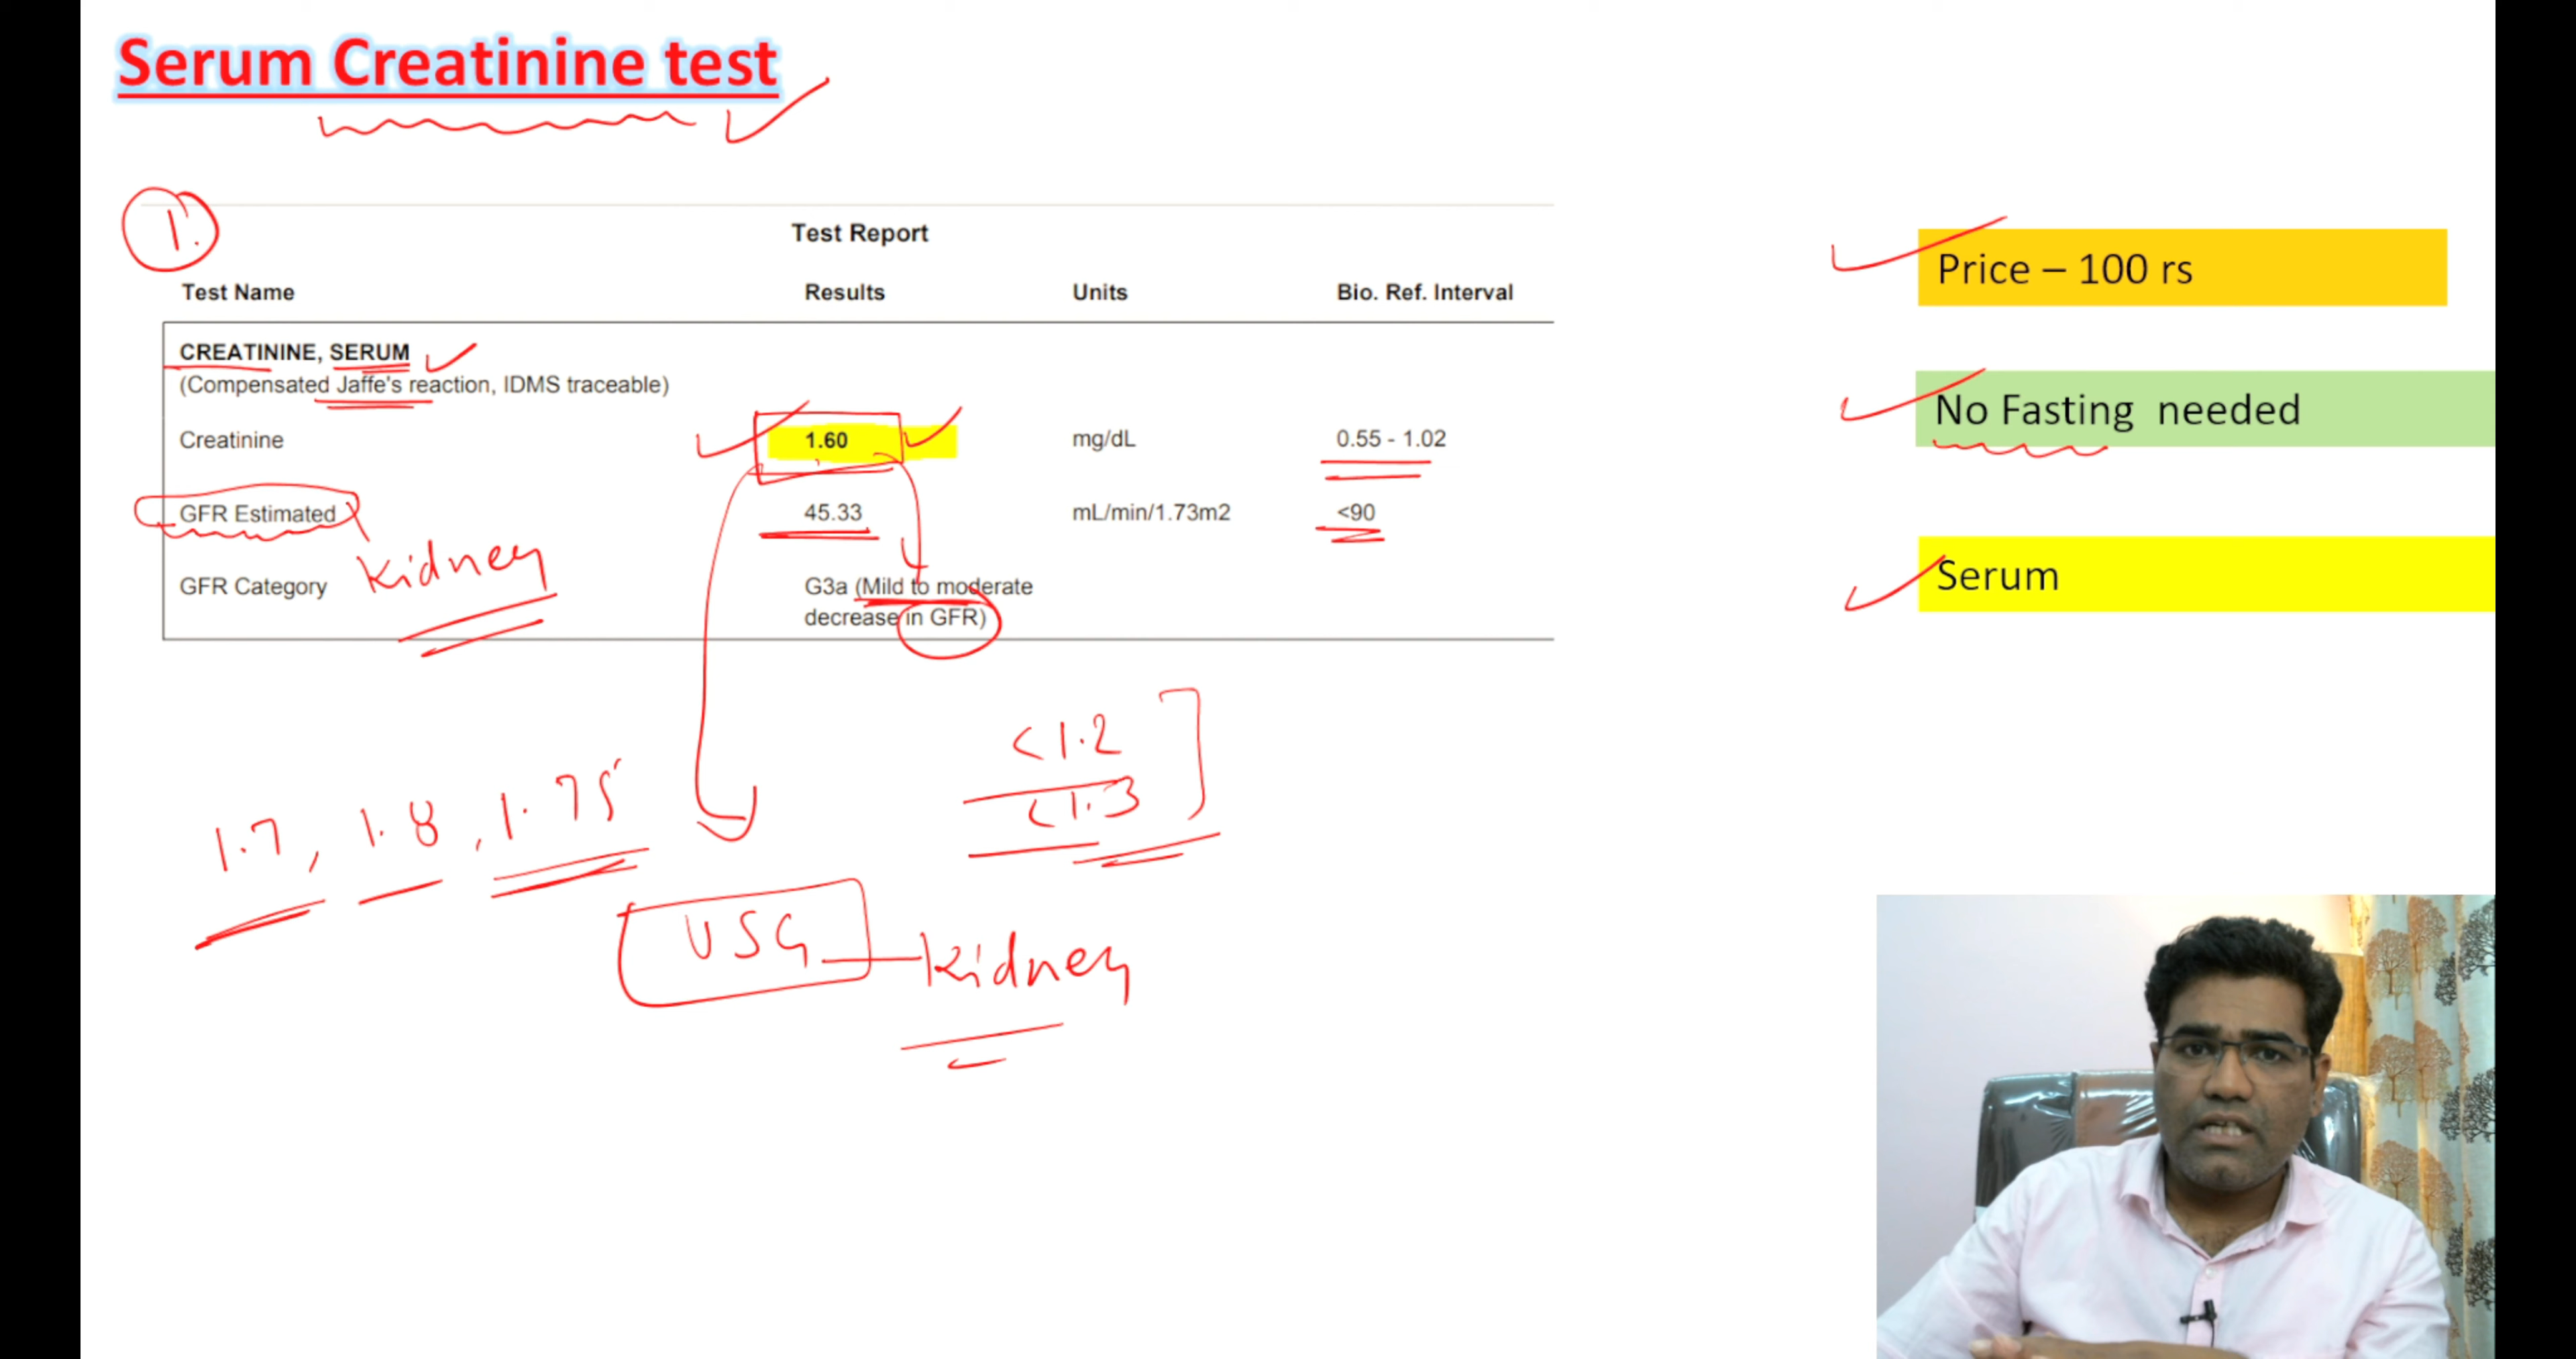 Serum Creatinine test
1.
Test Report
Test Name Results Units Bio. Ref. Interval
CREATININE, SERUM
(Compensated Jaffe's reaction, IDMS traceable)
Creatinine 1.60 mg/dL 0.55 - 1.02
GFR Estimated 45.33 mL/min/1.73m2 <90
kidney
GFR Category G3a (Mild to moderate
decrease in GFR)
Price – 100 rs
No Fasting needed
Serum
<1.2
<1.3
1.7, 1.8, 1.75
USG kidney